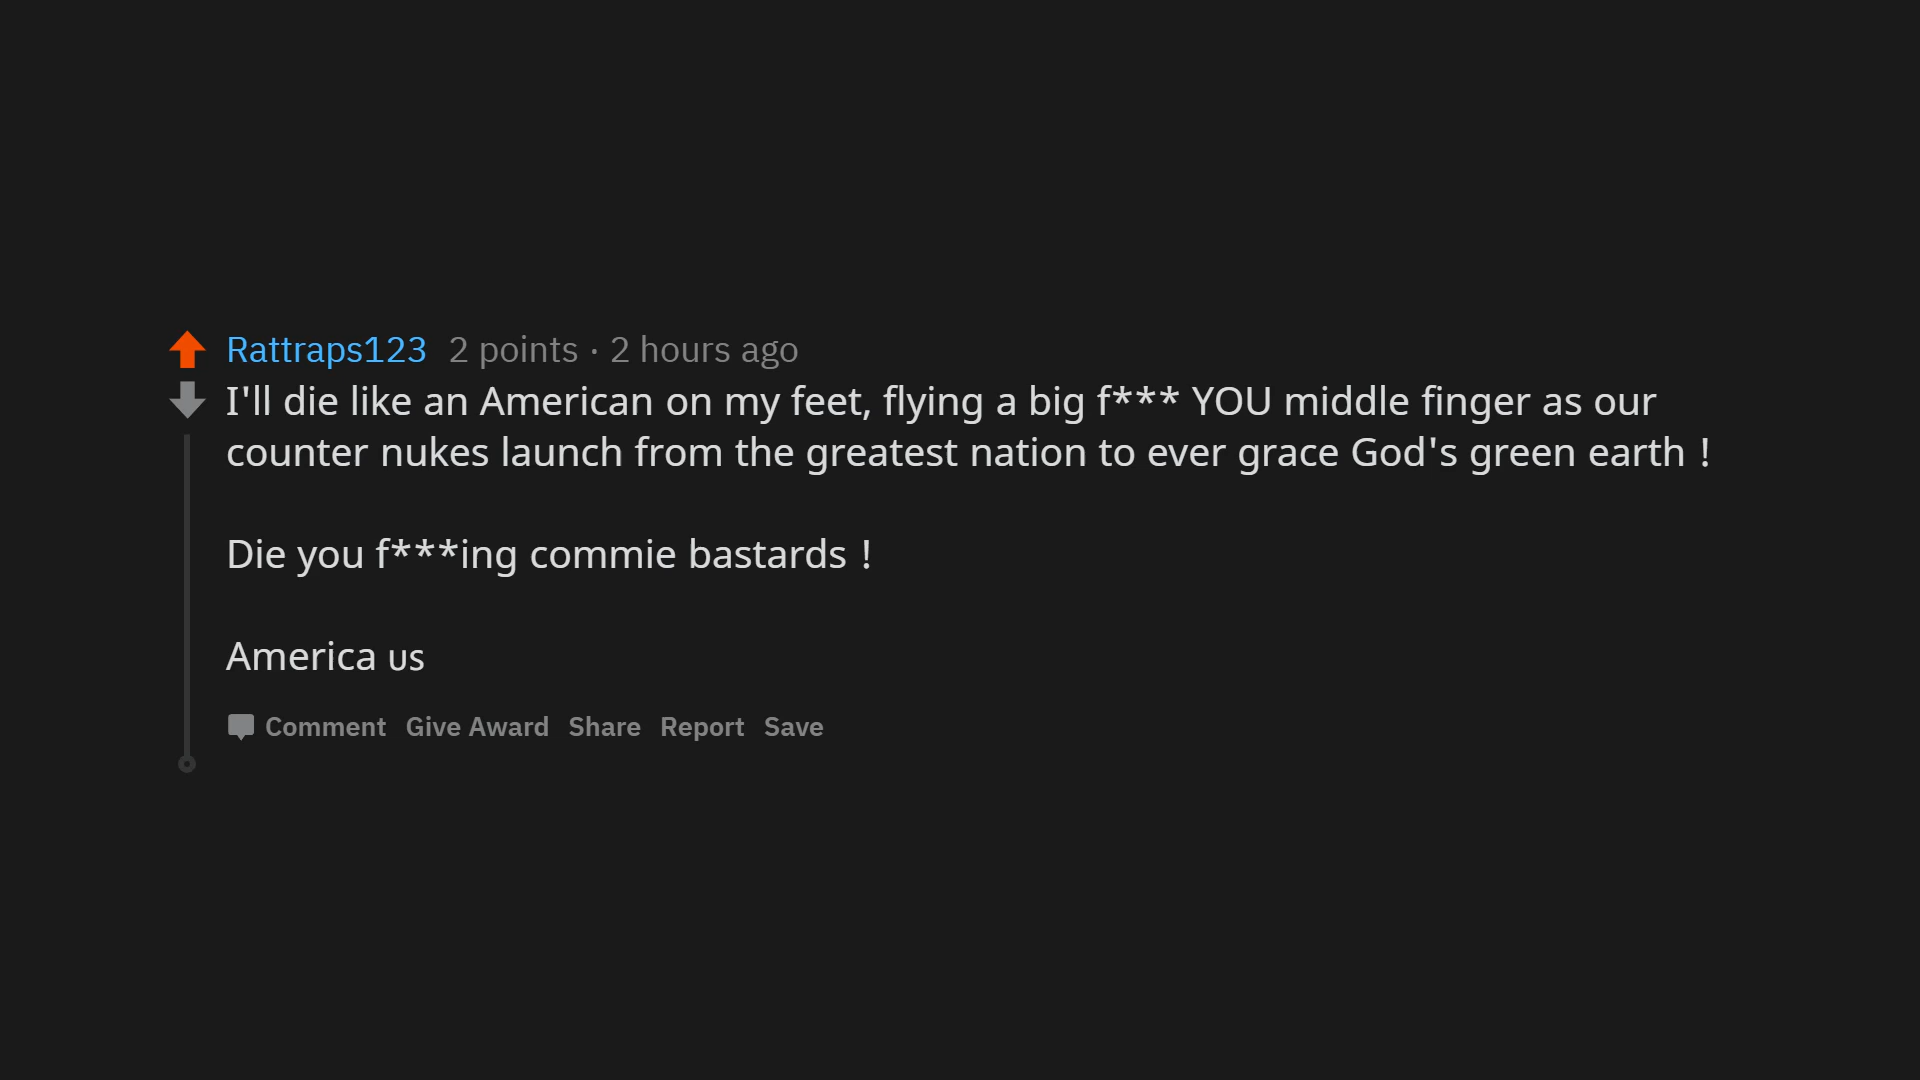 Rattraps123 2 points · 2 hours ago
I'll die like an American on my feet, flying a big f*** YOU middle finger as our
counter nukes launch from the greatest nation to ever grace God's green earth !
Die you f***ing commie bastards !
America us
Comment Give Award Share Report Save